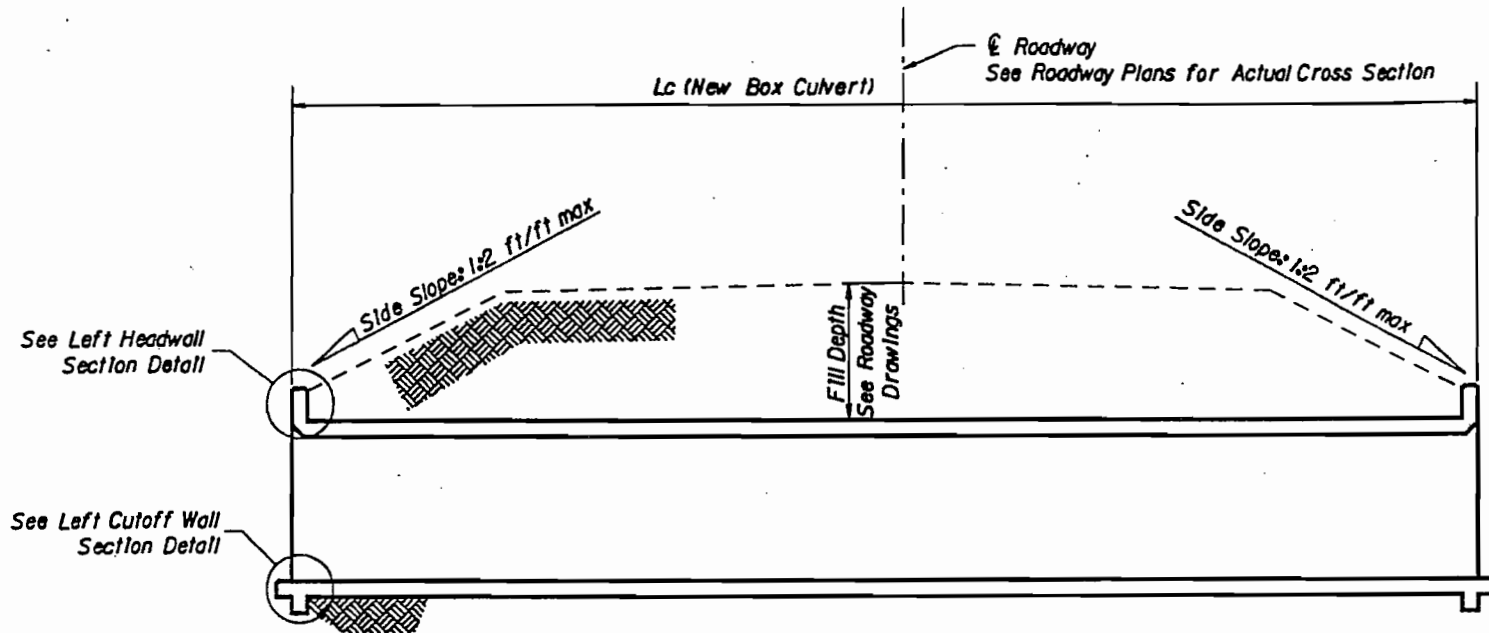 ℄ Roadway
See Roadway Plans for Actual Cross Section
Lc (New Box Culvert)
Side Slope: 1:2 ft/ft max
Side Slope: 1:2 ft/ft max
See Left Headwall
Section Detail
Fill Depth
See Roadway
Drawings
See Left Cutoff Wall
Section Detail